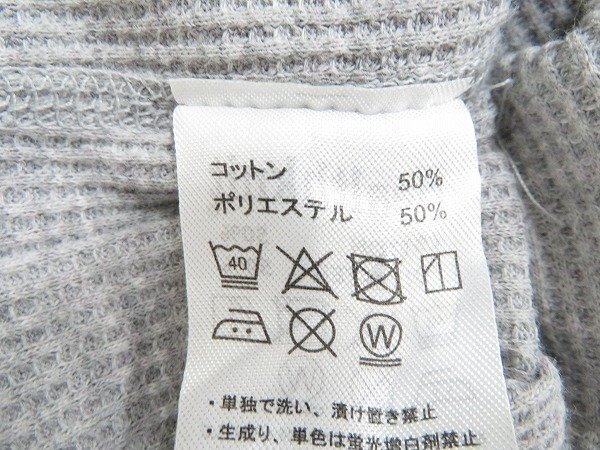 コットン 50%
ポリエステル 50%
40
W
・単独で洗い、漬け置き禁止
・生成り、単色は蛍光増白剤禁止